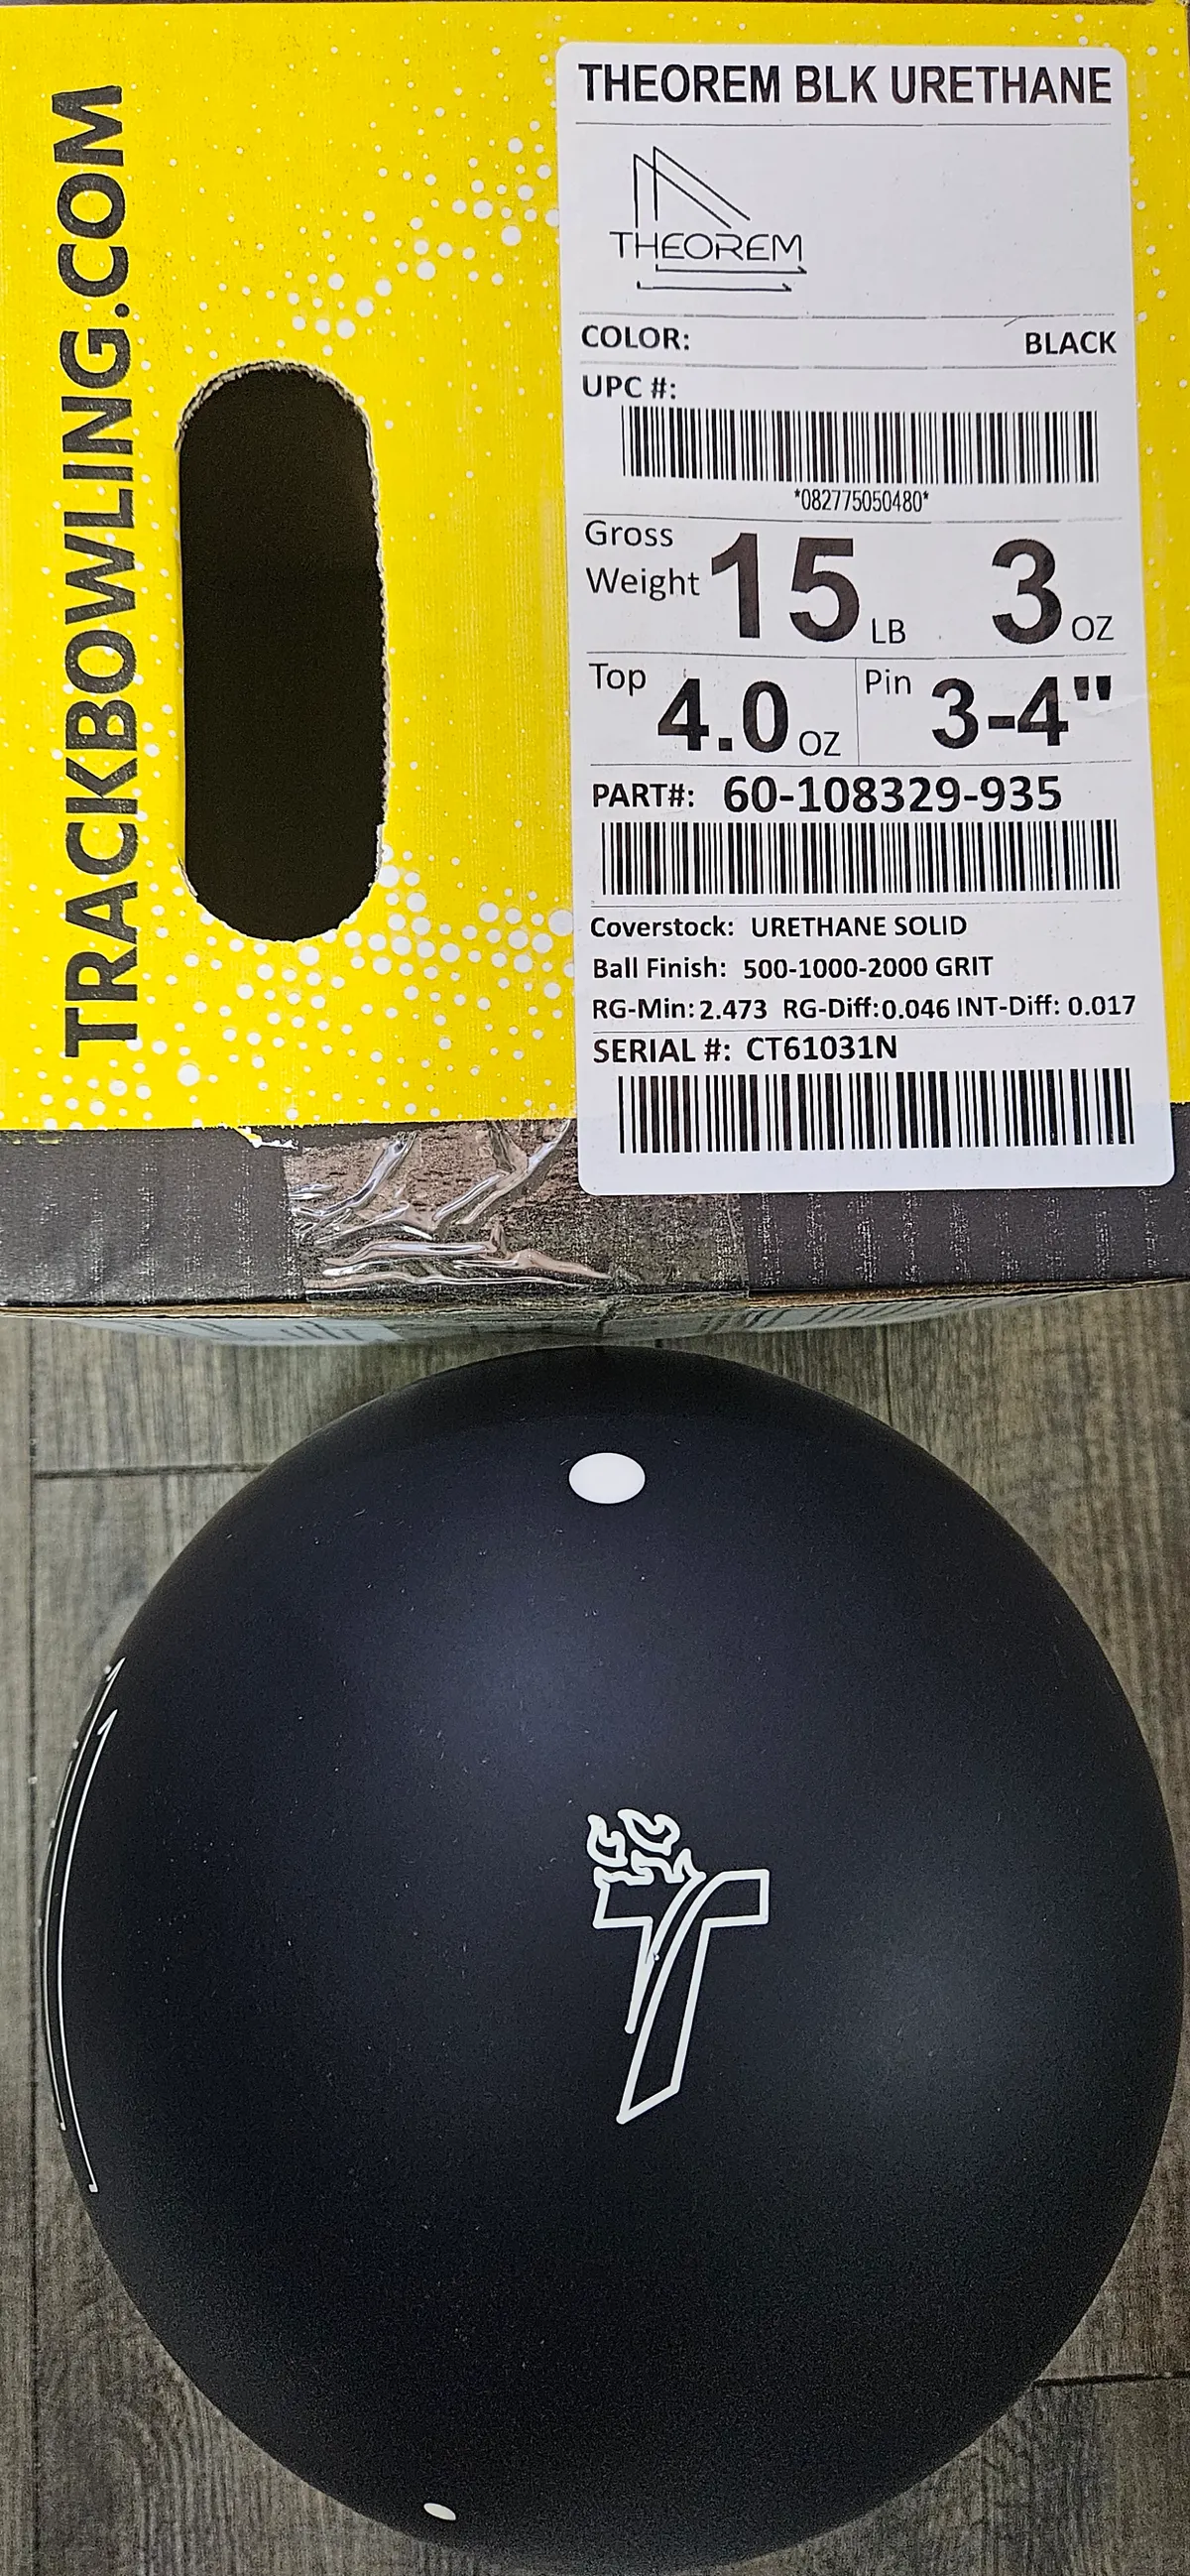 TRACKBOWLING.COM
THEOREM BLK URETHANE
THEOREM
COLOR: BLACK
UPC #:
*082775050480*
Gross Weight 15 LB 3 OZ
Top 4.0 OZ Pin 3-4"
PART#: 60-108329-935
Coverstock: URETHANE SOLID
Ball Finish: 500-1000-2000 GRIT
RG-Min: 2.473 RG-Diff:0.046 INT-Diff: 0.017
SERIAL #: CT61031N
T